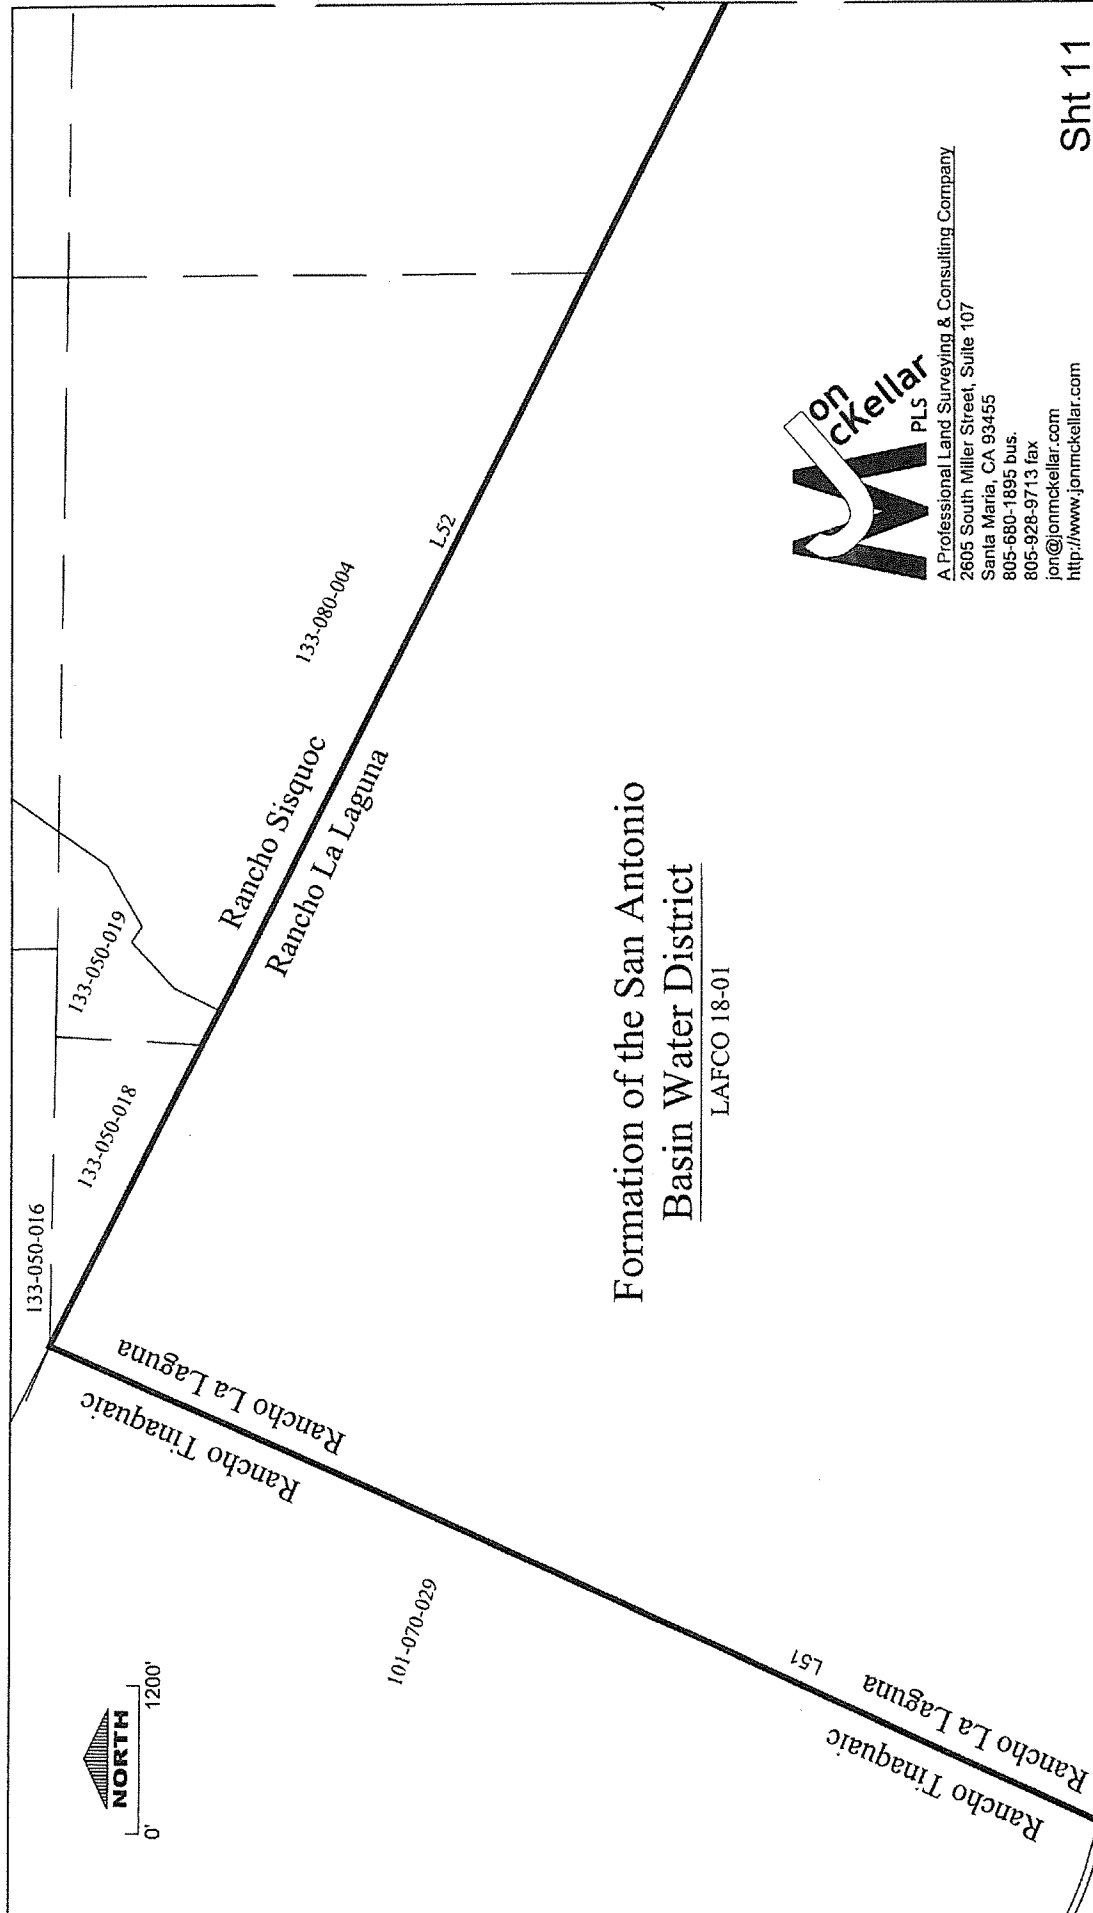 NORTH
0' 1200'
133-050-016
133-050-018
133-050-019
Rancho Sisquoc
Rancho La Laguna
133-080-004
L52
Rancho La Laguna
Rancho Tinaquaic
101-070-029
L51
Rancho La Laguna
Rancho Tinaquaic
Formation of the San Antonio
Basin Water District
LAFCO 18-01
Jon
McKellar
PLS
A Professional Land Surveying & Consulting Company
2605 South Miller Street, Suite 107
Santa Maria, CA 93455
805-680-1895 bus.
805-928-9713 fax
jon@jonmckellar.com
http://www.jonmckellar.com
Sht 11